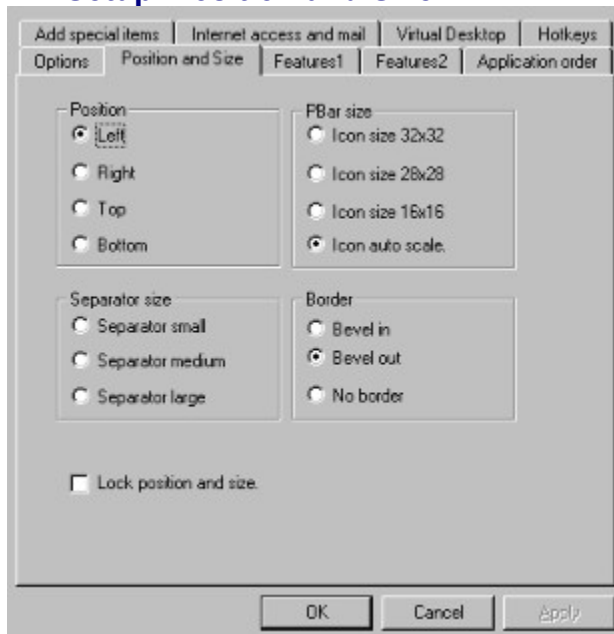 Add special items Internet access and mail Virtual Desktop Hotkeys
Options Position and Size Features1 Features2 Application order
Position
Left
Right
Top
Bottom
PBar size
Icon size 32x32
Icon size 28x28
Icon size 16x16
Icon auto scale.
Separator size
Separator small
Separator medium
Separator large
Border
Bevel in
Bevel out
No border
Lock position and size.
OK Cancel Apply